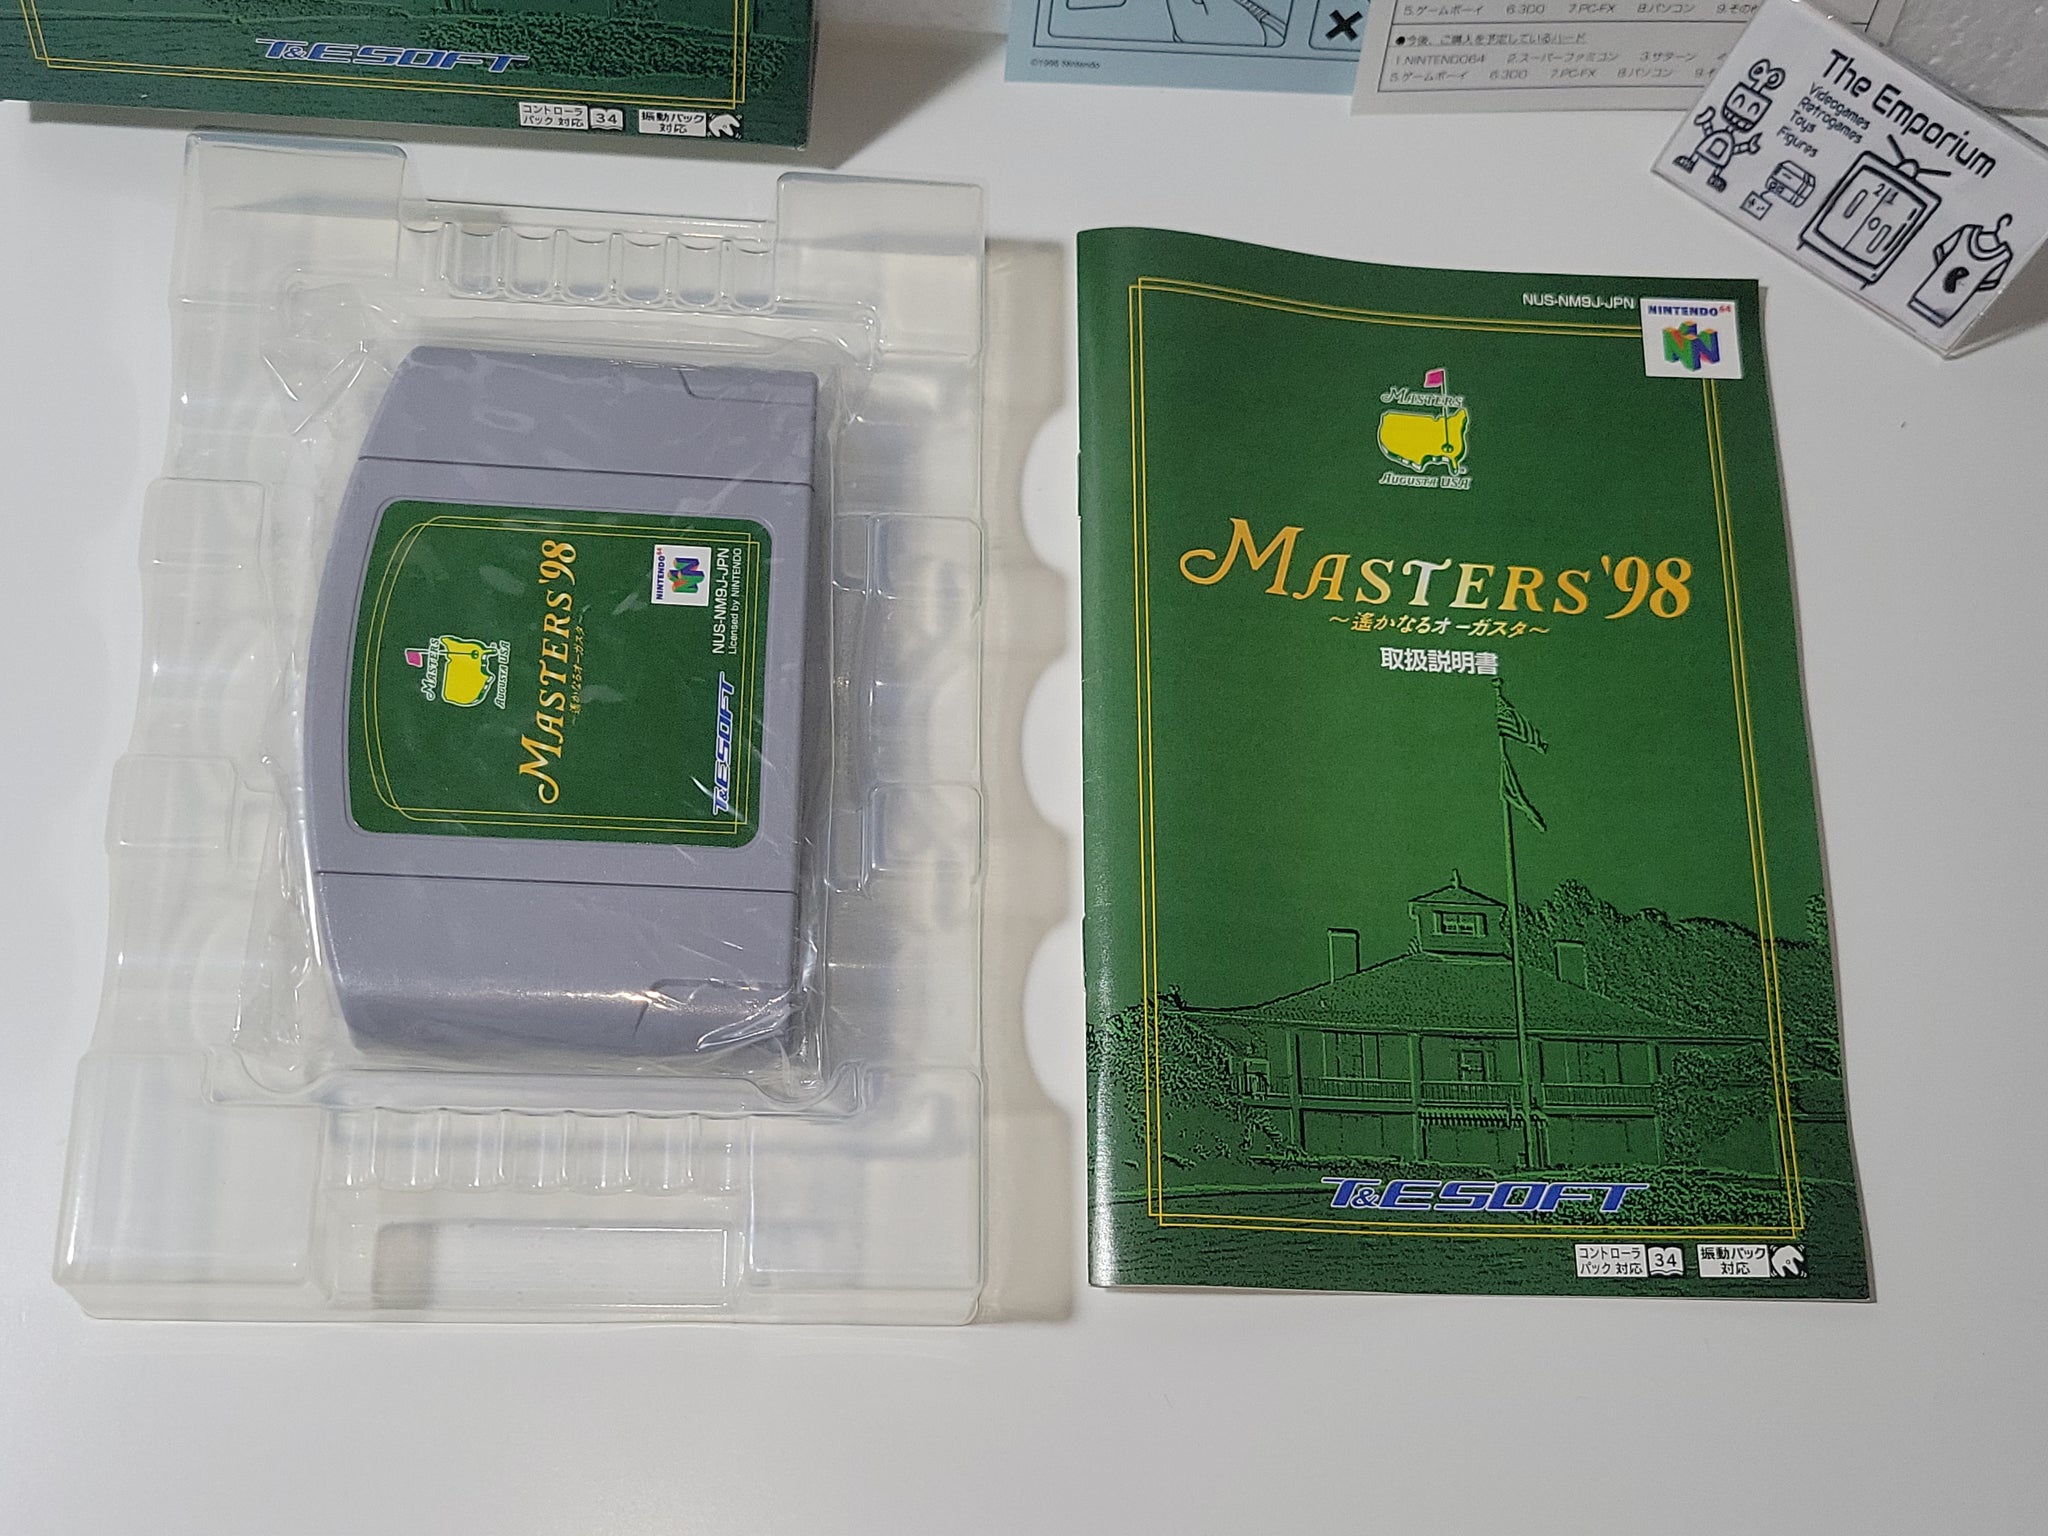 T&ESOFT
コントローラ
パック 対応
34
振動パック
対応
©1996 Nintendo
5.ゲームボーイ 6.3DO 7.PC-FX 8.パソコン 9.その他
●今後、ご購入を予定しているハード
1.NINTENDO64 2.スーパーファミコン 3.サターン
5.ゲームボーイ 6.3DO 7.PC-FX 8.パソコン
The Emporium
Videogames
Retrogames
Toys
Figures
MASTERS
AUGUSTA USA
MASTERS '98
～遙かなるオーガスタ～
NINTENDO64
NUS-NM9J-JPN
Licensed by NINTENDO
T&ESOFT
NUS-NM9J-JPN
NINTENDO64
MASTERS
AUGUSTA USA
MASTERS '98
～遙かなるオーガスタ～
取扱説明書
T&ESOFT
コントローラ
パック 対応
34
振動パック
対応